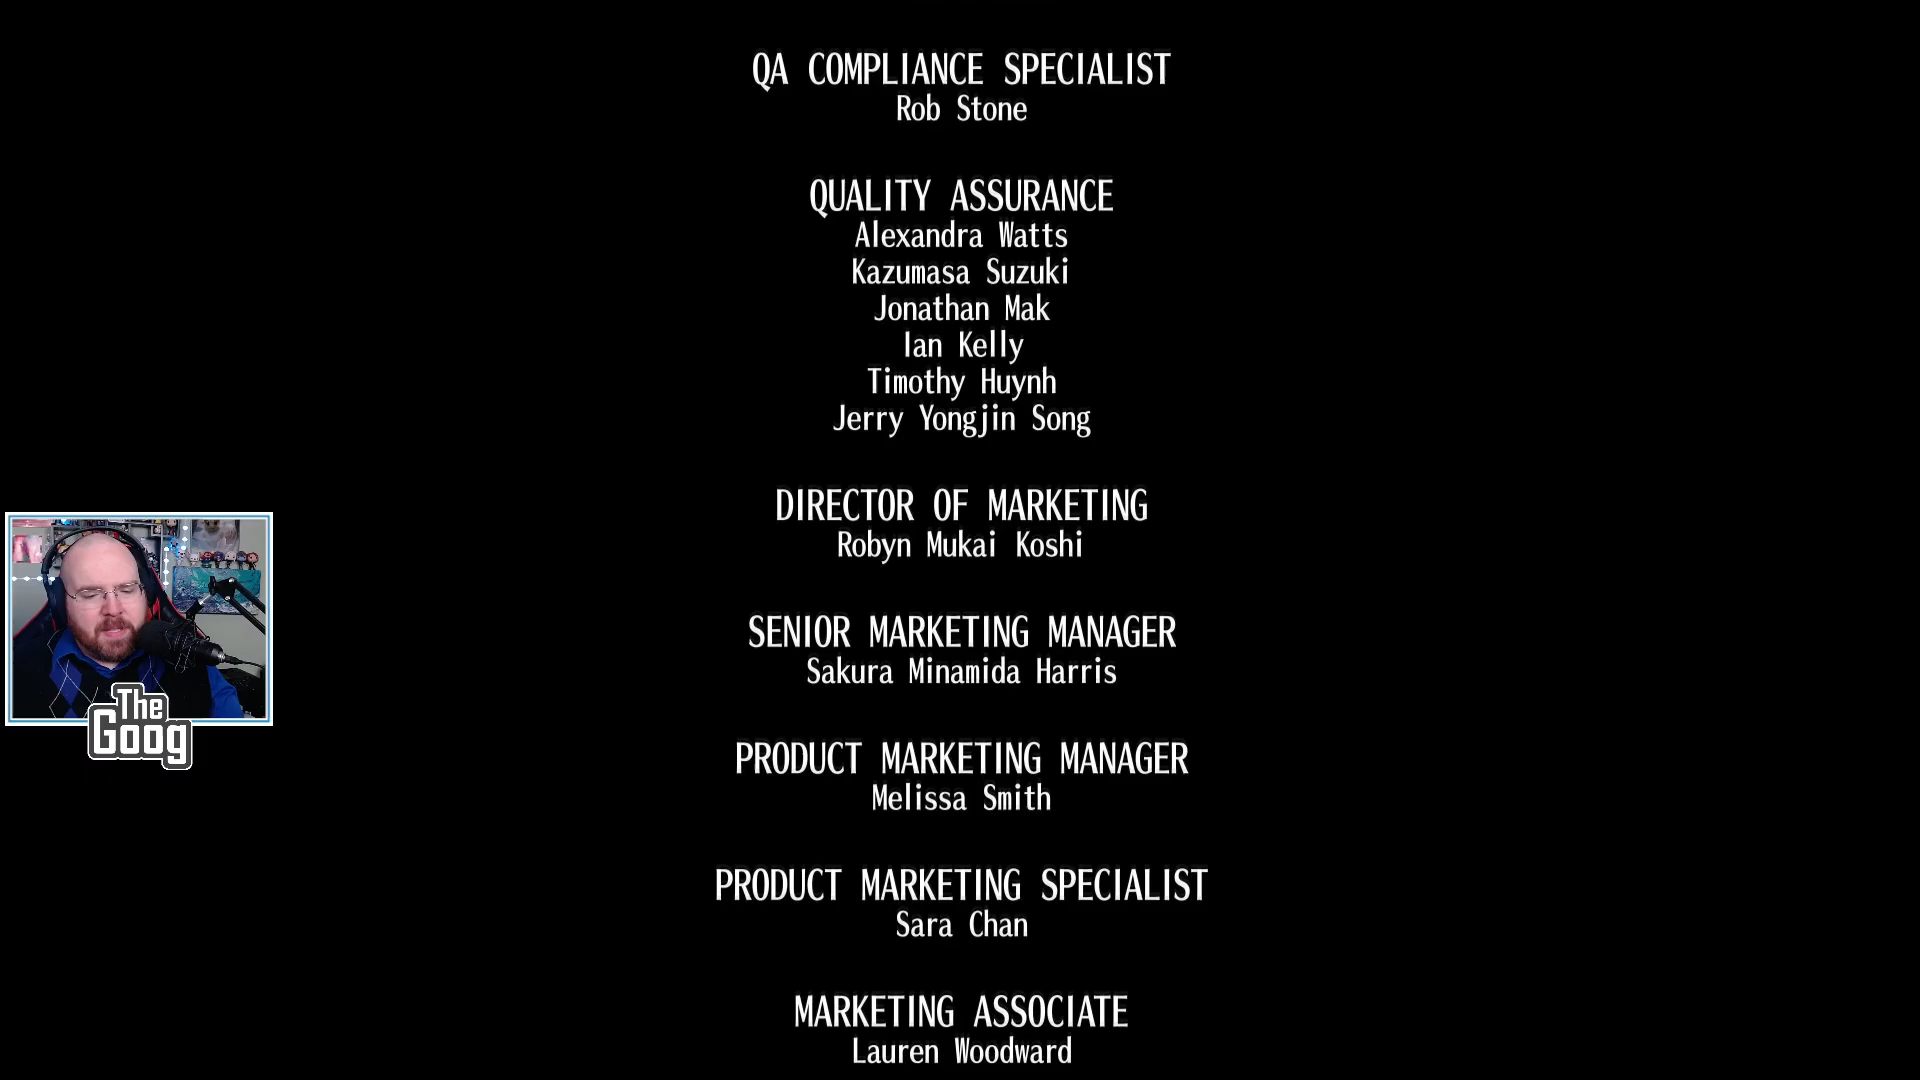 QA COMPLIANCE SPECIALIST
Rob Stone
QUALITY ASSURANCE
Alexandra Watts
Kazumasa Suzuki
Jonathan Mak
Ian Kelly
Timothy Huynh
Jerry Yongjin Song
DIRECTOR OF MARKETING
Robyn Mukai Koshi
SENIOR MARKETING MANAGER
Sakura Minamida Harris
PRODUCT MARKETING MANAGER
Melissa Smith
PRODUCT MARKETING SPECIALIST
Sara Chan
MARKETING ASSOCIATE
Lauren Woodward
The
Goog